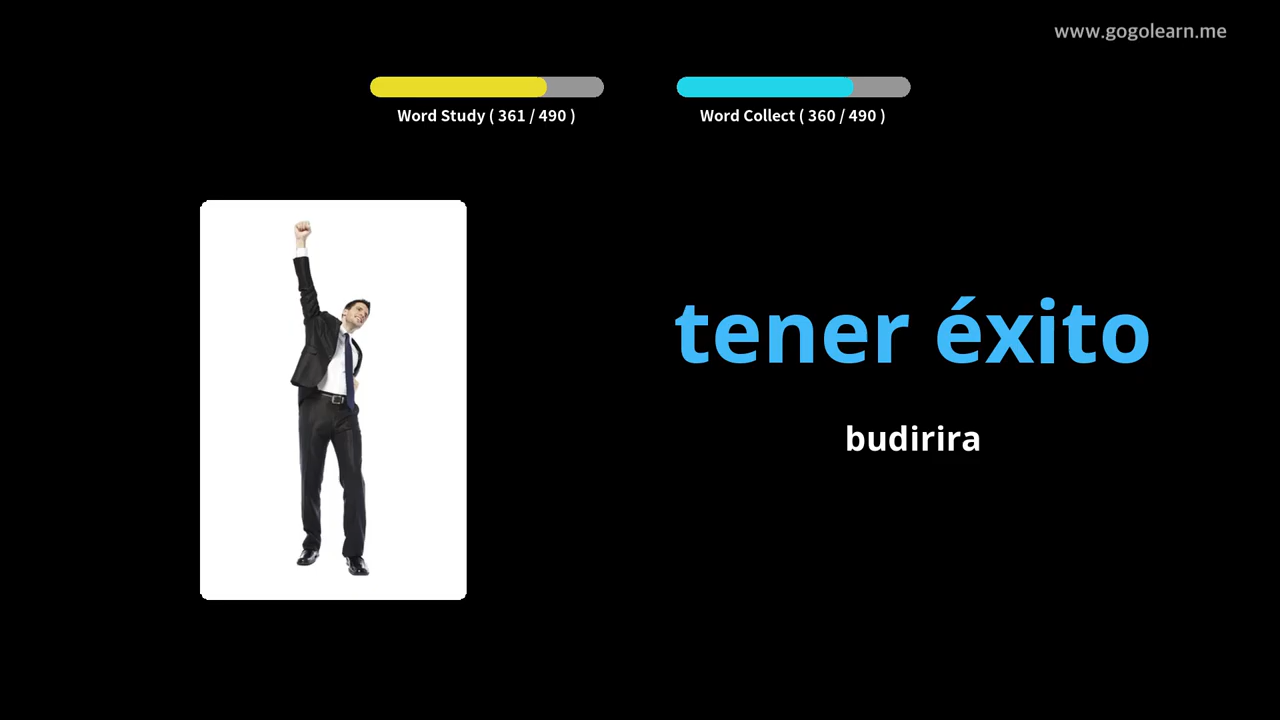 www.gogolearn.me
Word Study ( 361 / 490 )
Word Collect ( 360 / 490 )
tener éxito
budirira